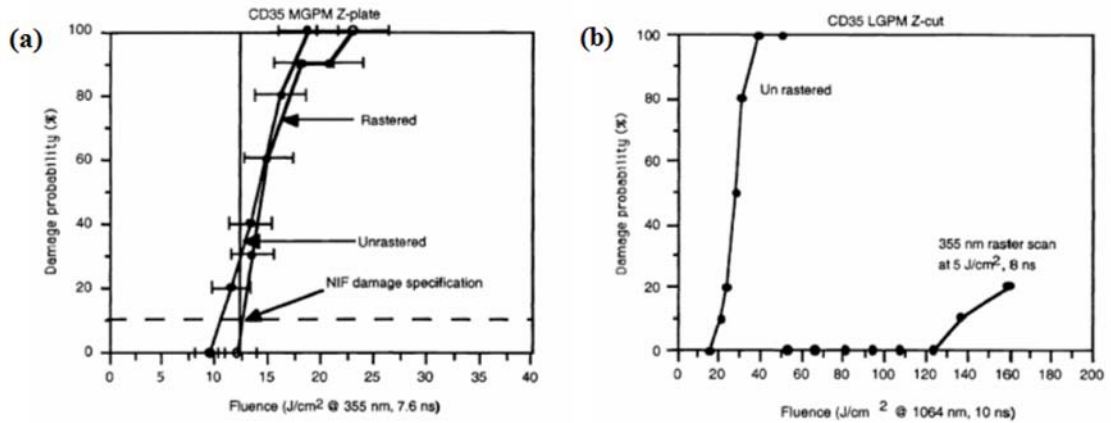 (a)
CD35 MGPM Z-plate
100
80
60
40
20
0
Damage probability (%)
Rastered
Unrastered
NIF damage specification
0 5 10 15 20 25 30 35 40
Fluence (J/cm² @ 355 nm, 7.6 ns)
(b)
CD35 LGPM Z-cut
100
80
60
40
20
0
Damage probability (%)
Un rastered
355 nm raster scan
at 5 J/cm², 8 ns
0 20 40 60 80 100 120 140 160 180 200
Fluence (J/cm ² @ 1064 nm, 10 ns)